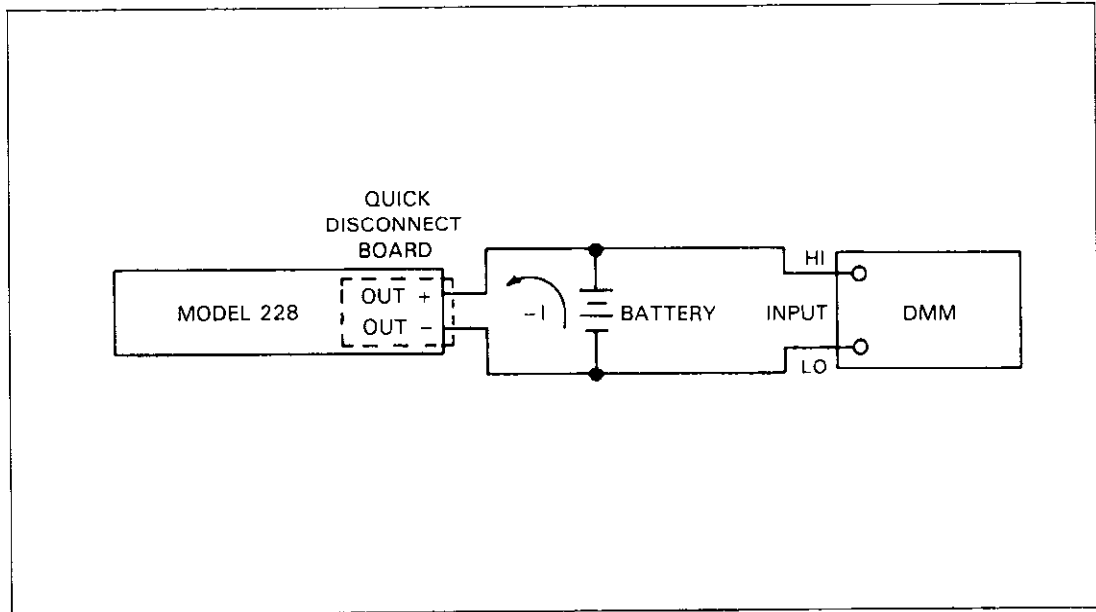 QUICK
DISCONNECT
BOARD
MODEL 228
OUT +
OUT −
−I
BATTERY
INPUT
HI
LO
DMM